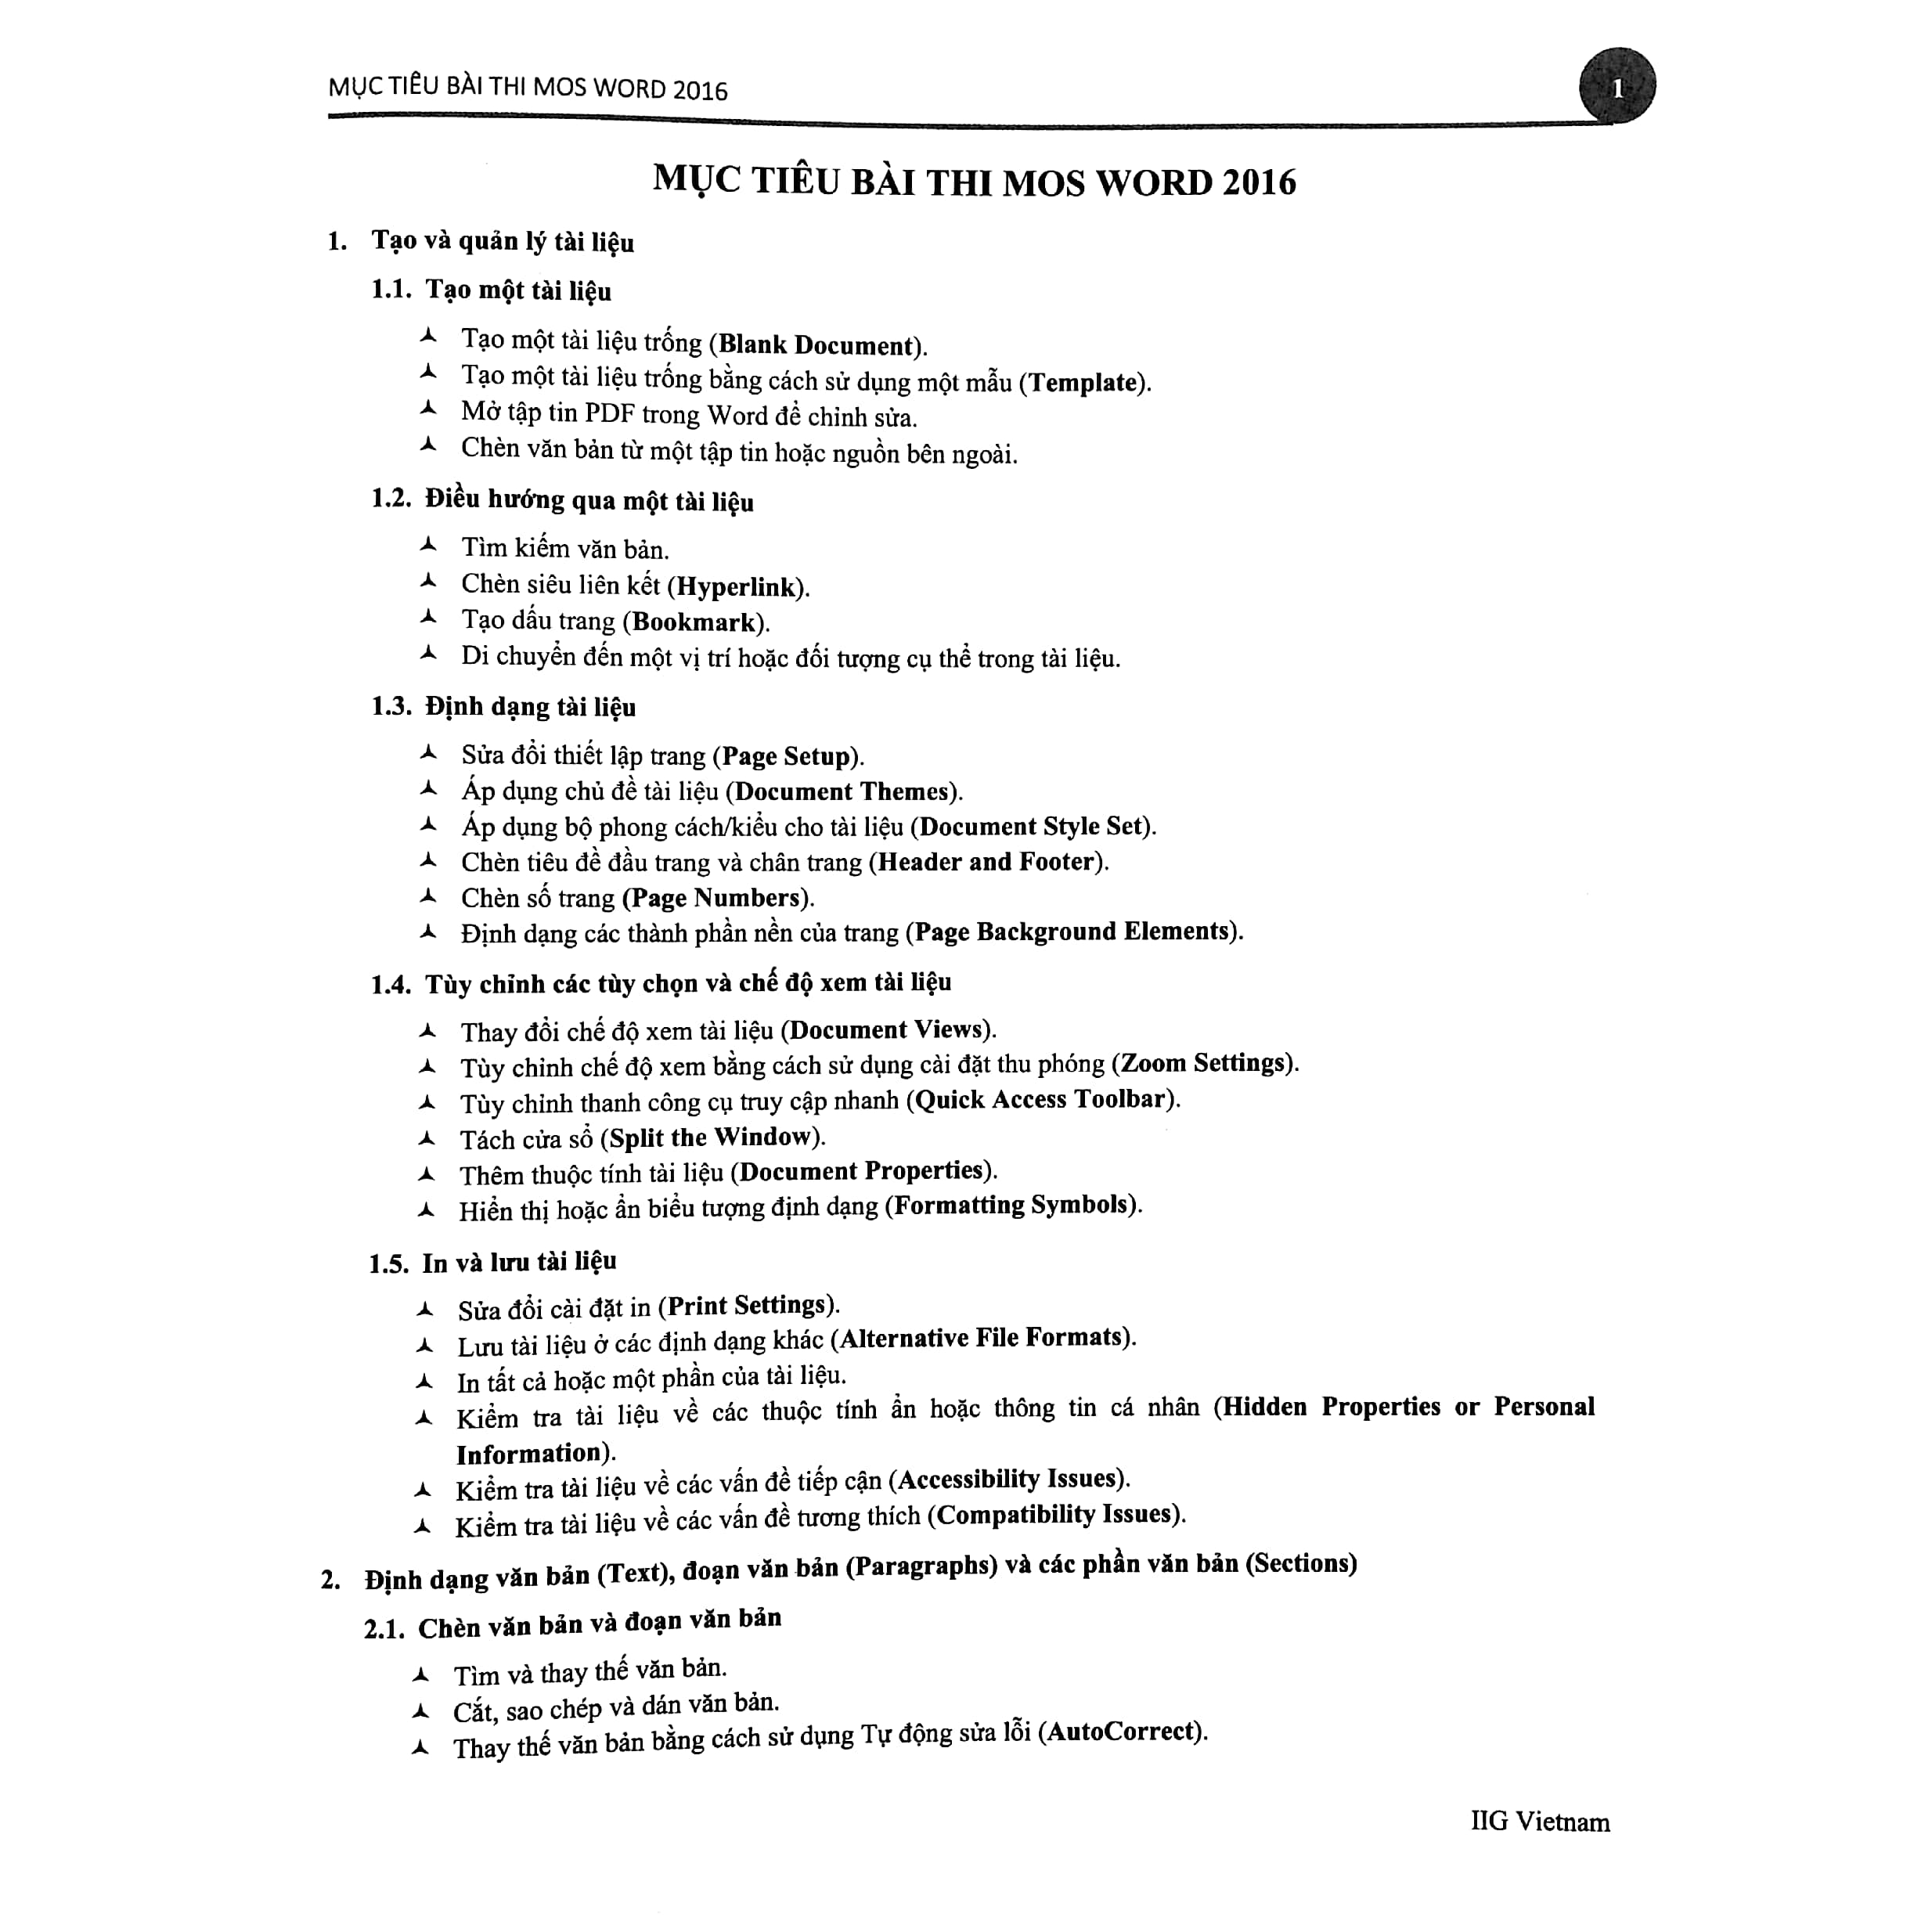 MỤC TIÊU BÀI THI MOS WORD 2016
1
MỤC TIÊU BÀI THI MOS WORD 2016
1. Tạo và quản lý tài liệu
1.1. Tạo một tài liệu
Tạo một tài liệu trống (Blank Document).
Tạo một tài liệu trống bằng cách sử dụng một mẫu (Template).
Mở tập tin PDF trong Word để chỉnh sửa.
Chèn văn bản từ một tập tin hoặc nguồn bên ngoài.
1.2. Điều hướng qua một tài liệu
Tìm kiếm văn bản.
Chèn siêu liên kết (Hyperlink).
Tạo dấu trang (Bookmark).
Di chuyển đến một vị trí hoặc đối tượng cụ thể trong tài liệu.
1.3. Định dạng tài liệu
Sửa đổi thiết lập trang (Page Setup).
Áp dụng chủ đề tài liệu (Document Themes).
Áp dụng bộ phong cách/kiểu cho tài liệu (Document Style Set).
Chèn tiêu đề đầu trang và chân trang (Header and Footer).
Chèn số trang (Page Numbers).
Định dạng các thành phần nền của trang (Page Background Elements).
1.4. Tùy chỉnh các tùy chọn và chế độ xem tài liệu
Thay đổi chế độ xem tài liệu (Document Views).
Tùy chỉnh chế độ xem bằng cách sử dụng cài đặt thu phóng (Zoom Settings).
Tùy chỉnh thanh công cụ truy cập nhanh (Quick Access Toolbar).
Tách cửa sổ (Split the Window).
Thêm thuộc tính tài liệu (Document Properties).
Hiển thị hoặc ẩn biểu tượng định dạng (Formatting Symbols).
1.5. In và lưu tài liệu
Sửa đổi cài đặt in (Print Settings).
Lưu tài liệu ở các định dạng khác (Alternative File Formats).
In tất cả hoặc một phần của tài liệu.
Kiểm tra tài liệu về các thuộc tính ẩn hoặc thông tin cá nhân (Hidden Properties or Personal
Information).
Kiểm tra tài liệu về các vấn đề tiếp cận (Accessibility Issues).
Kiểm tra tài liệu về các vấn đề tương thích (Compatibility Issues).
2. Định dạng văn bản (Text), đoạn văn bản (Paragraphs) và các phần văn bản (Sections)
2.1. Chèn văn bản và đoạn văn bản
Tìm và thay thế văn bản.
Cắt, sao chép và dán văn bản.
Thay thế văn bản bằng cách sử dụng Tự động sửa lỗi (AutoCorrect).
IIG Vietnam